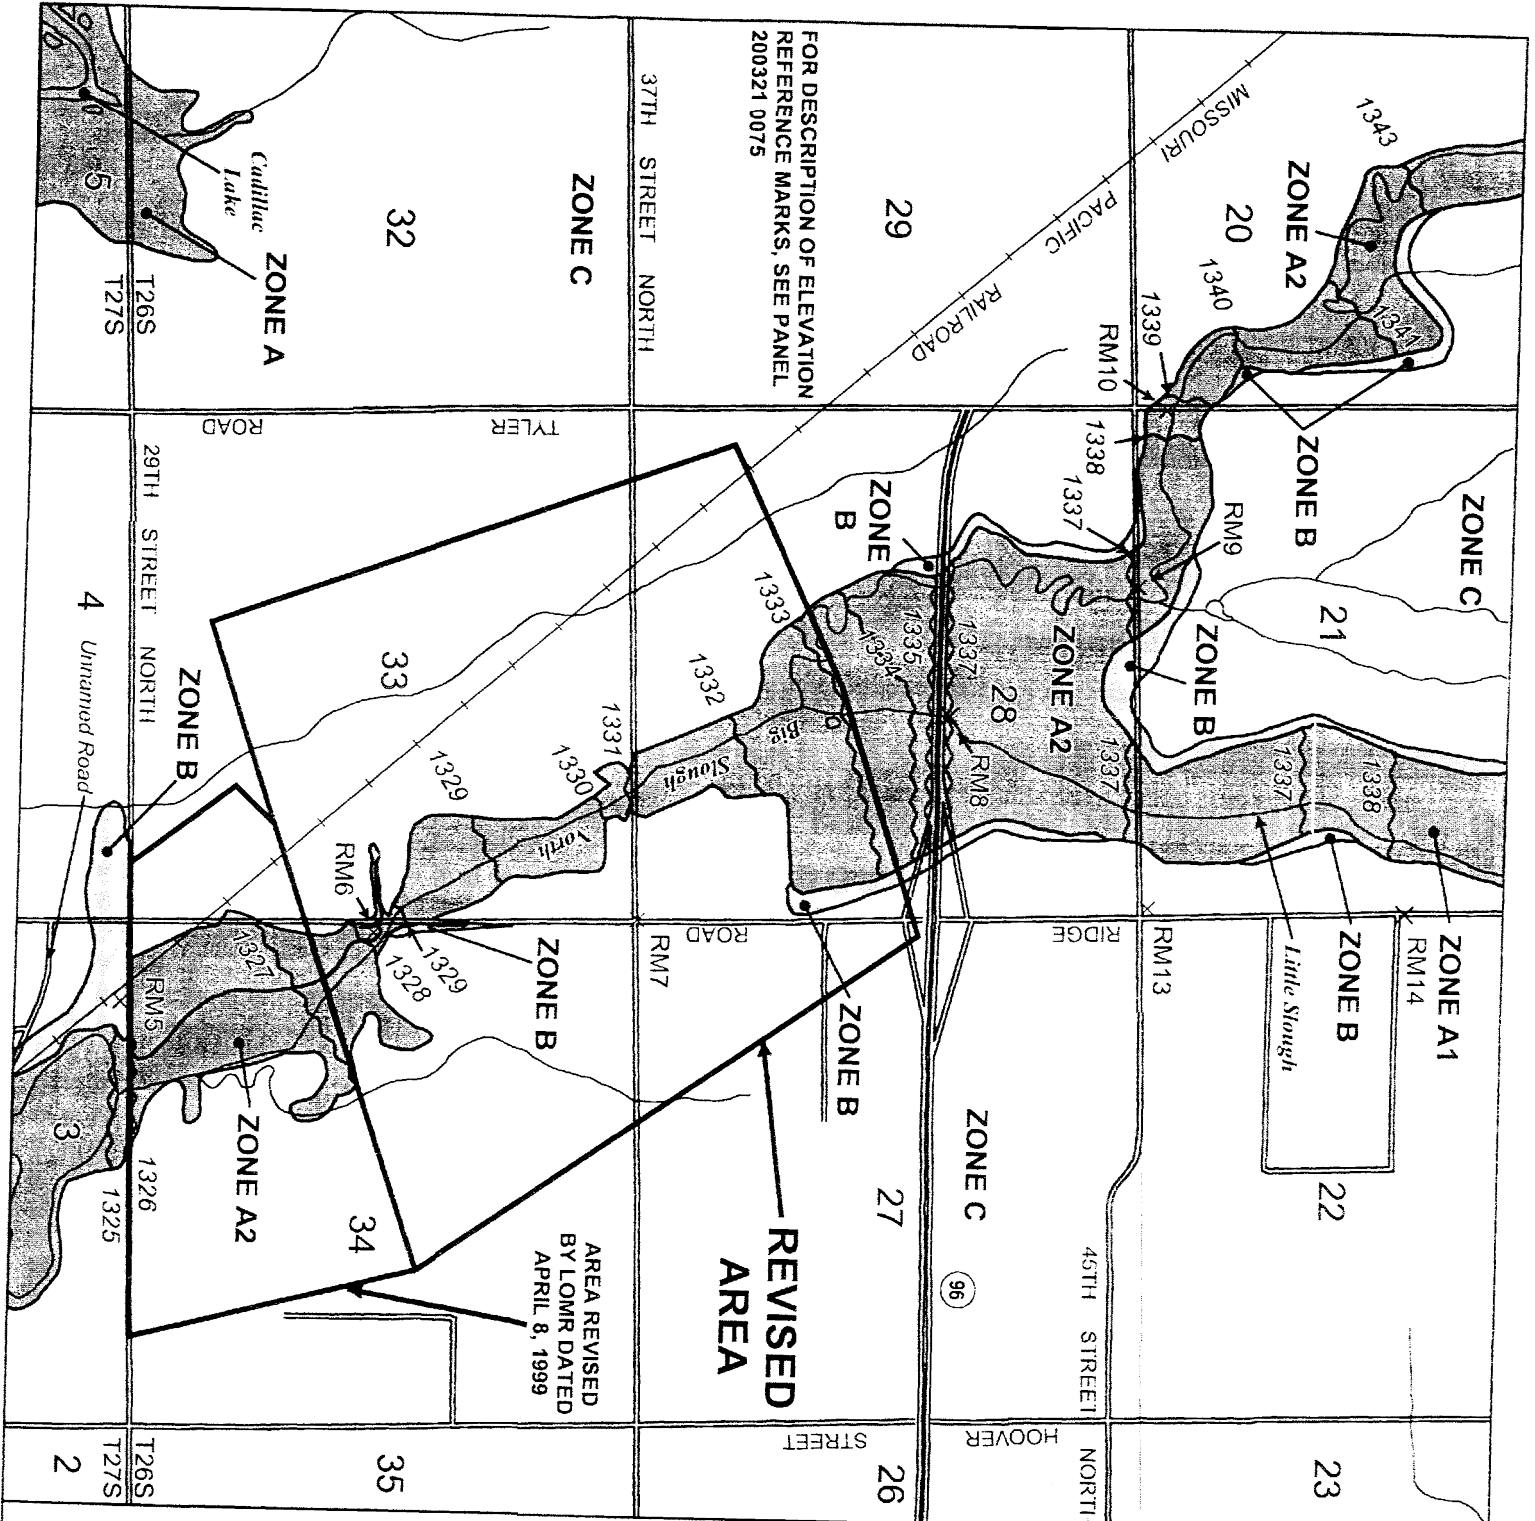 1343
ZONE A2
20
1341
1340
1339
RM10
ZONE B
MISSOURI
PACIFIC
RAILROAD
29
FOR DESCRIPTION OF ELEVATION
REFERENCE MARKS, SEE PANEL
200321 0075
37TH STREET NORTH
ZONE C
32
Cadillac
Lake
ZONE A
5
T26S
T27S
TYLER
ROAD
ZONE C
21
RM9
1338
1337
ZONE B
ZONE
B
ZONE A2
28
1337
1335
1334
1333
1332
1331
1330
1329
RM8
Big
Slough
North
33
29TH STREET NORTH
4
Unnamed Road
ZONE B
RM6
1337
1337
1338
ZONE A1
RM14
ZONE B
Little Slough
RM13
RIDGE
ROAD
RM7
ZONE B
ZONE B
1329
1328
1327
RM5
ZONE A2
3
1326
1325
34
22
27
ZONE C
96
REVISED
AREA
AREA REVISED
BY LOMR DATED
APRIL 8, 1999
45TH STREET NORTH
HOOVER
STREET
23
26
35
T26S
T27S
2